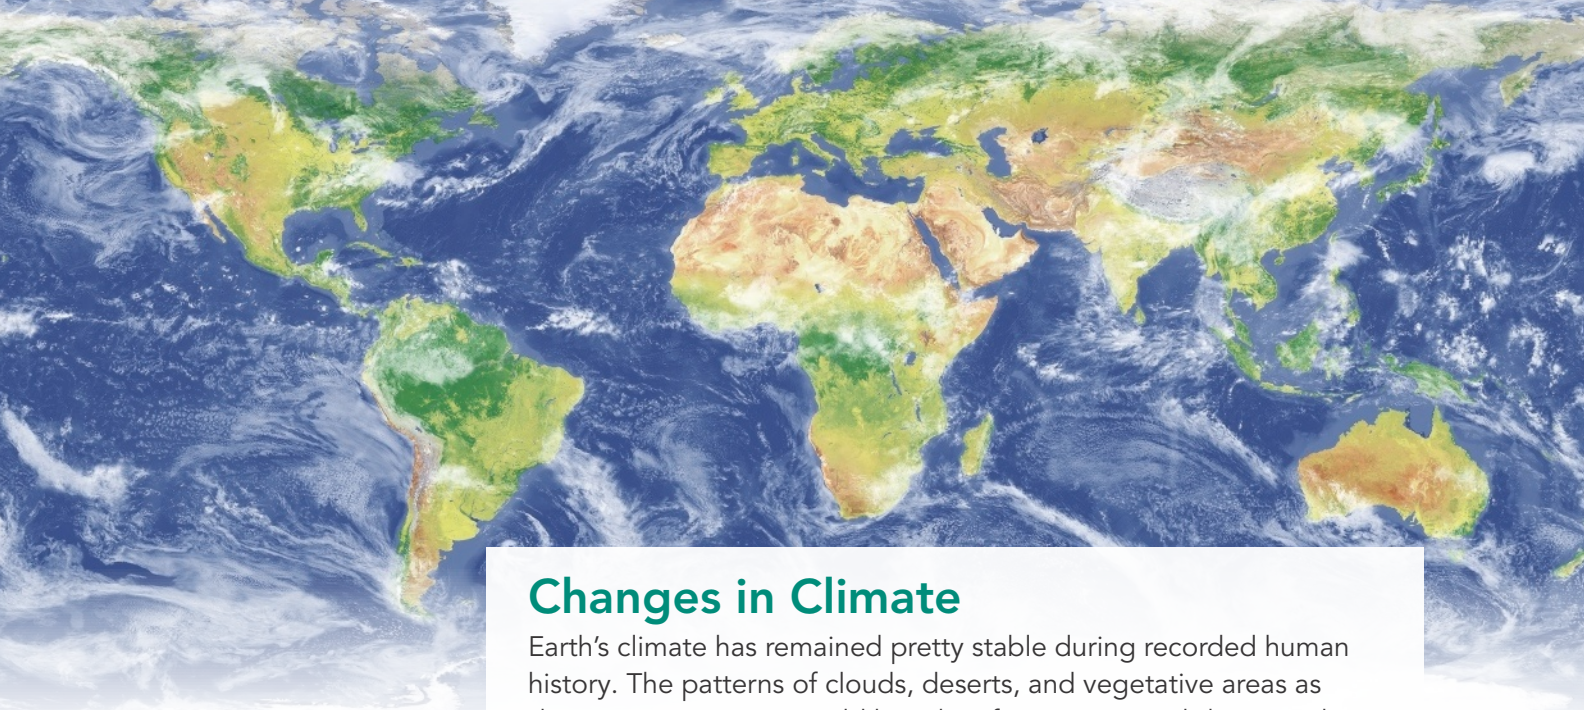 Changes in Climate
Earth’s climate has remained pretty stable during recorded human
history. The patterns of clouds, deserts, and vegetative areas as